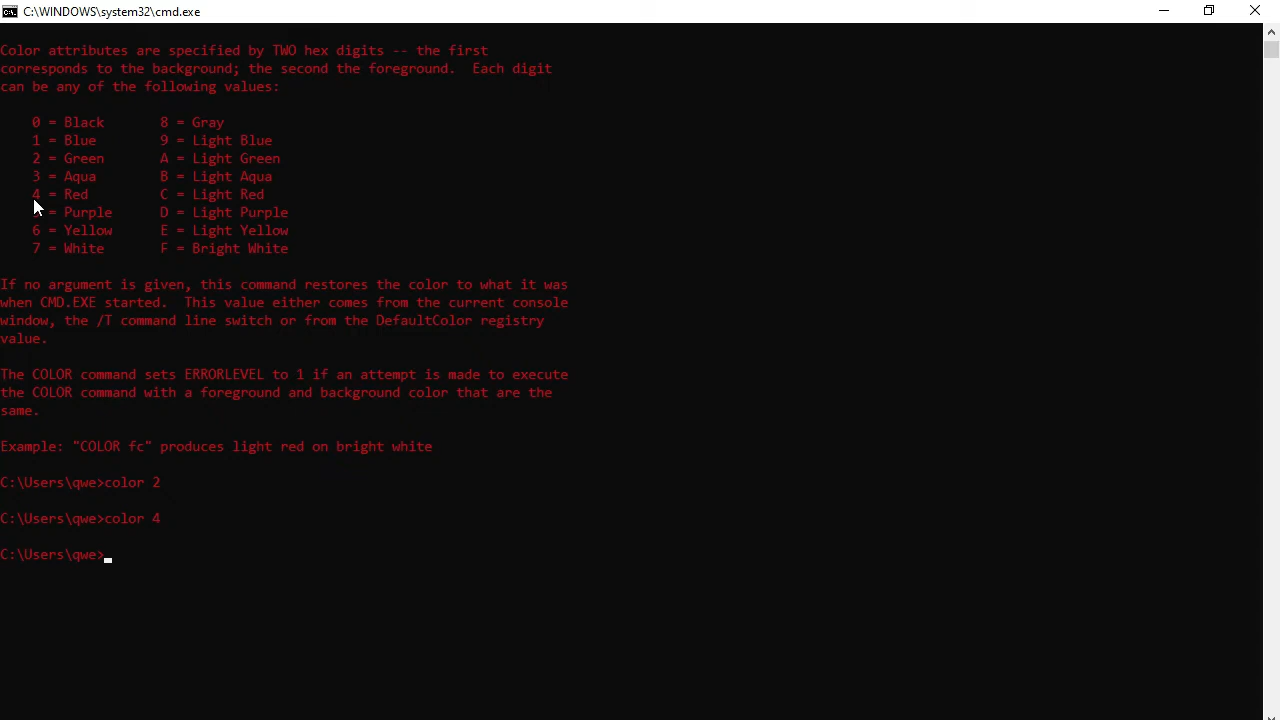 C:\WINDOWS\system32\cmd.exe
Color attributes are specified by TWO hex digits -- the first
corresponds to the background; the second the foreground.  Each digit
can be any of the following values:
    0 = Black       8 = Gray
    1 = Blue        9 = Light Blue
    2 = Green       A = Light Green
    3 = Aqua        B = Light Aqua
    4 = Red         C = Light Red
    = Purple      D = Light Purple
    6 = Yellow      E = Light Yellow
    7 = White       F = Bright White
If no argument is given, this command restores the color to what it was
when CMD.EXE started.  This value either comes from the current console
window, the /T command line switch or from the DefaultColor registry
value.
The COLOR command sets ERRORLEVEL to 1 if an attempt is made to execute
the COLOR command with a foreground and background color that are the
same.
Example: "COLOR fc" produces light red on bright white
C:\Users\qwe>color 2
C:\Users\qwe>color 4
C:\Users\qwe>